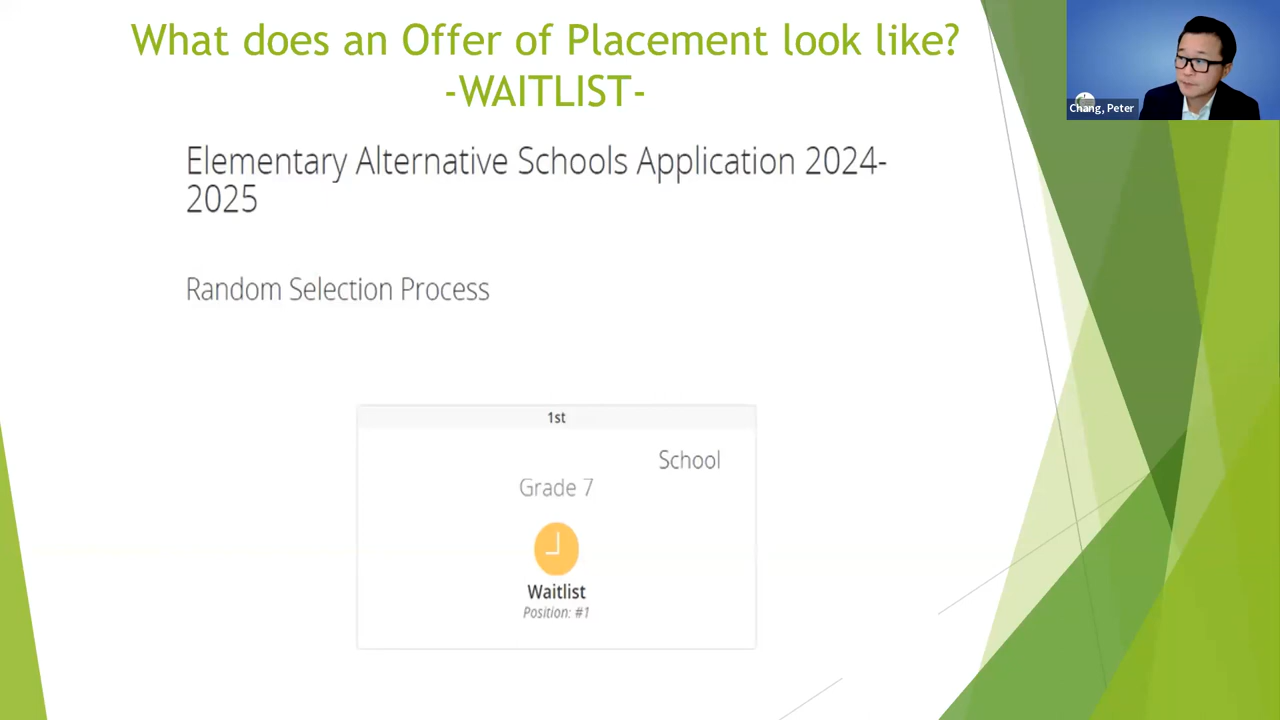 What does an Offer of Placement look like?
-WAITLIST-
Chang, Peter
Elementary Alternative Schools Application 2024-
2025
Random Selection Process
1st
School
Grade 7
Waitlist
Position: #1